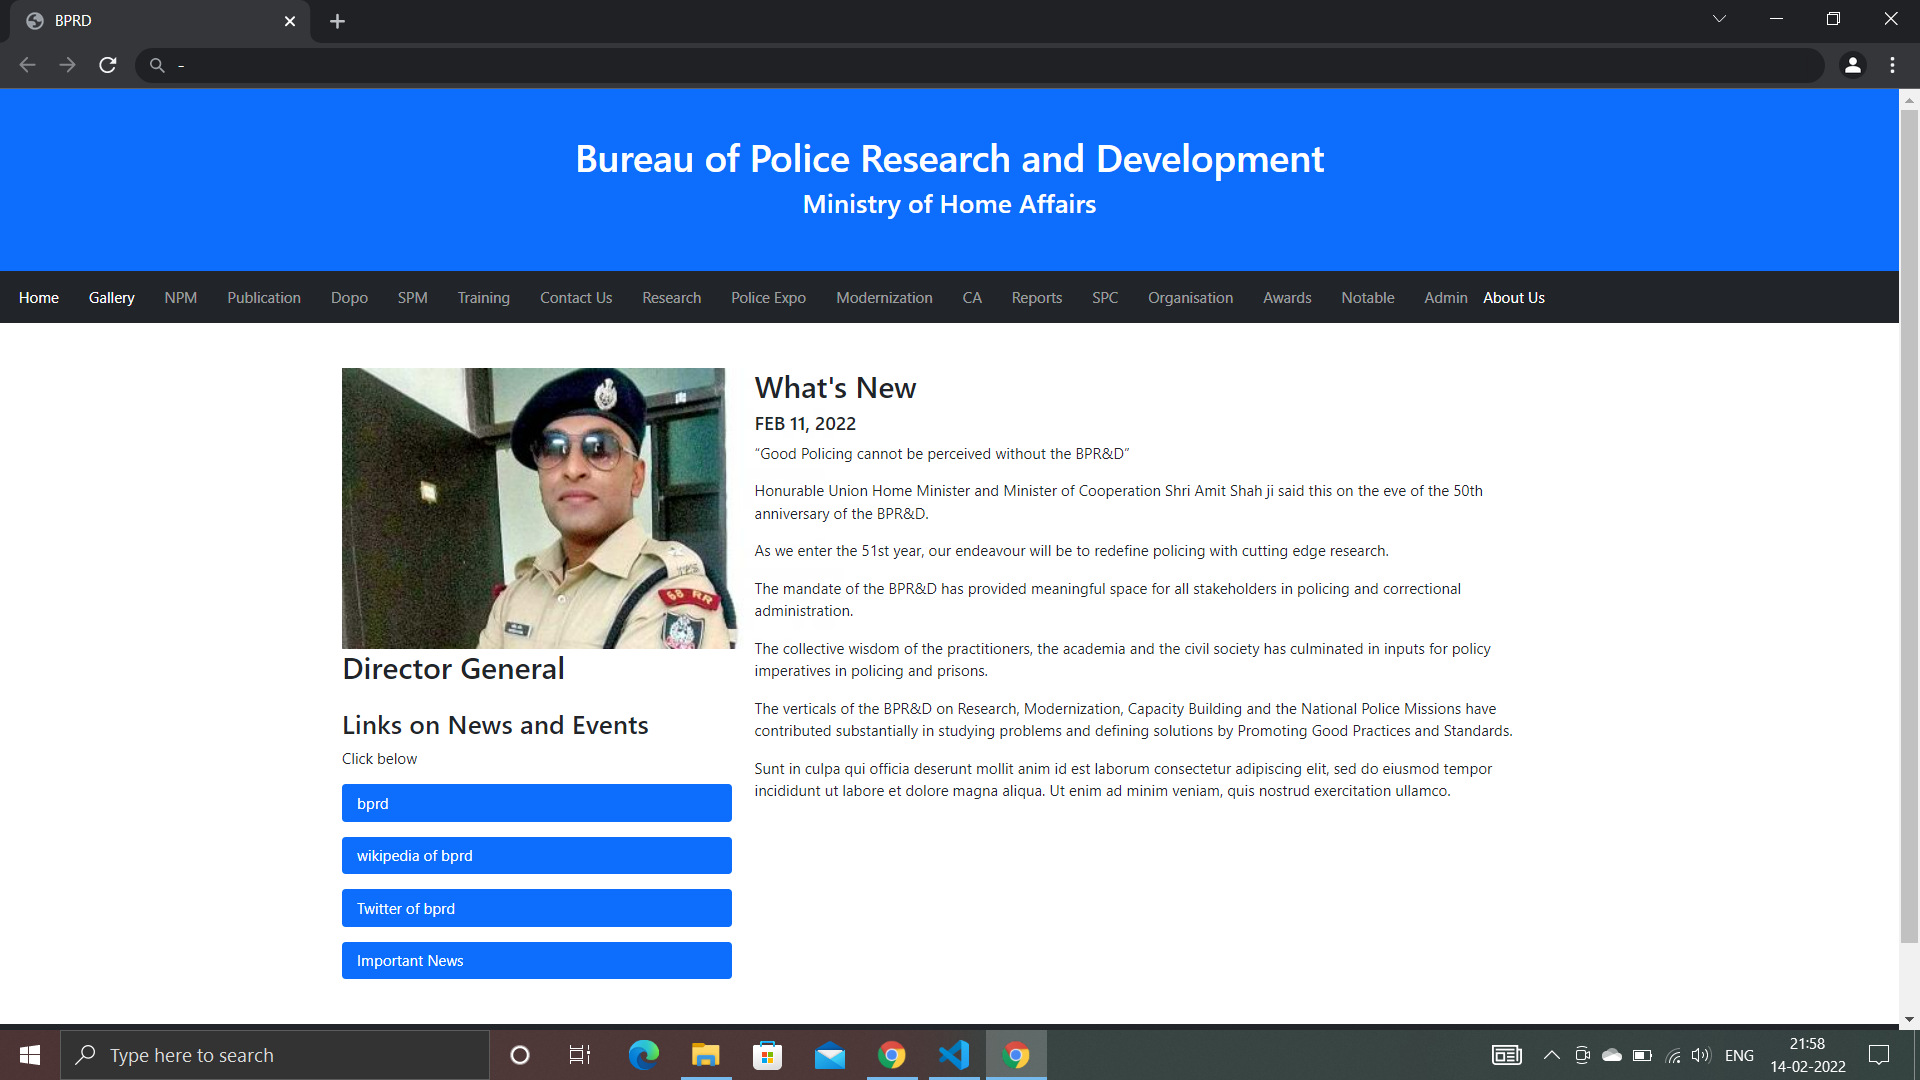 BPRD
-
Bureau of Police Research and Development
Ministry of Home Affairs
Home Gallery NPM Publication Dopo SPM Training Contact Us Research Police Expo Modernization CA Reports SPC Organisation Awards Notable Admin About Us
68 RR
IPS
Director General
Links on News and Events
Click below
bprd
wikipedia of bprd
Twitter of bprd
Important News
What's New
FEB 11, 2022
“Good Policing cannot be perceived without the BPR&D”
Honurable Union Home Minister and Minister of Cooperation Shri Amit Shah ji said this on the eve of the 50th
anniversary of the BPR&D.
As we enter the 51st year, our endeavour will be to redefine policing with cutting edge research.
The mandate of the BPR&D has provided meaningful space for all stakeholders in policing and correctional
administration.
The collective wisdom of the practitioners, the academia and the civil society has culminated in inputs for policy
imperatives in policing and prisons.
The verticals of the BPR&D on Research, Modernization, Capacity Building and the National Police Missions have
contributed substantially in studying problems and defining solutions by Promoting Good Practices and Standards.
Sunt in culpa qui officia deserunt mollit anim id est laborum consectetur adipiscing elit, sed do eiusmod tempor
incididunt ut labore et dolore magna aliqua. Ut enim ad minim veniam, quis nostrud exercitation ullamco.
Type here to search
ENG
21:58
14-02-2022